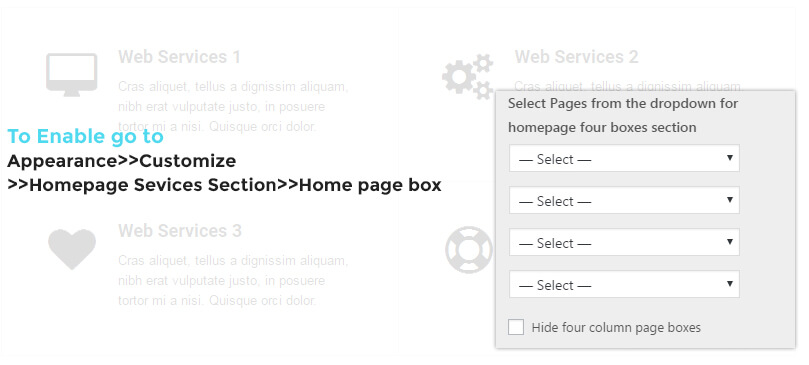 Web Services 1
Cras aliquet, tellus a dignissim aliquam,
nibh erat vulputate justo, in posuere
tortor mi a nisi. Quisque orci dolor.
Web Services 2
Cras aliquet, tellus a dignissim aliquam,
To Enable go to
Appearance>>Customize
>>Homepage Sevices Section>>Home page box
Web Services 3
Cras aliquet, tellus a dignissim aliquam,
nibh erat vulputate justo, in posuere
tortor mi a nisi. Quisque orci dolor.
Select Pages from the dropdown for
homepage four boxes section
— Select —
— Select —
— Select —
— Select —
Hide four column page boxes